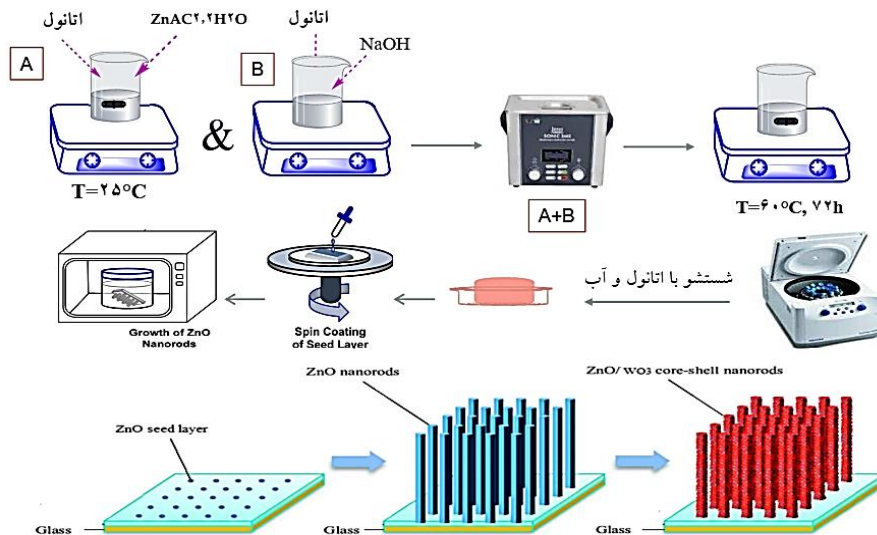 اتانول
ZnAC۲,۲H۲O
اتانول
NaOH
A
B
&
T=۲۵°C
A+B
T=۶۰°C, ۷۲h
شستشو با اتانول و آب
Spin Coating
of Seed Layer
Growth of ZnO
Nanorods
ZnO seed layer
ZnO nanorods
ZnO/ WO3 core-shell nanorods
Glass
Glass
Glass